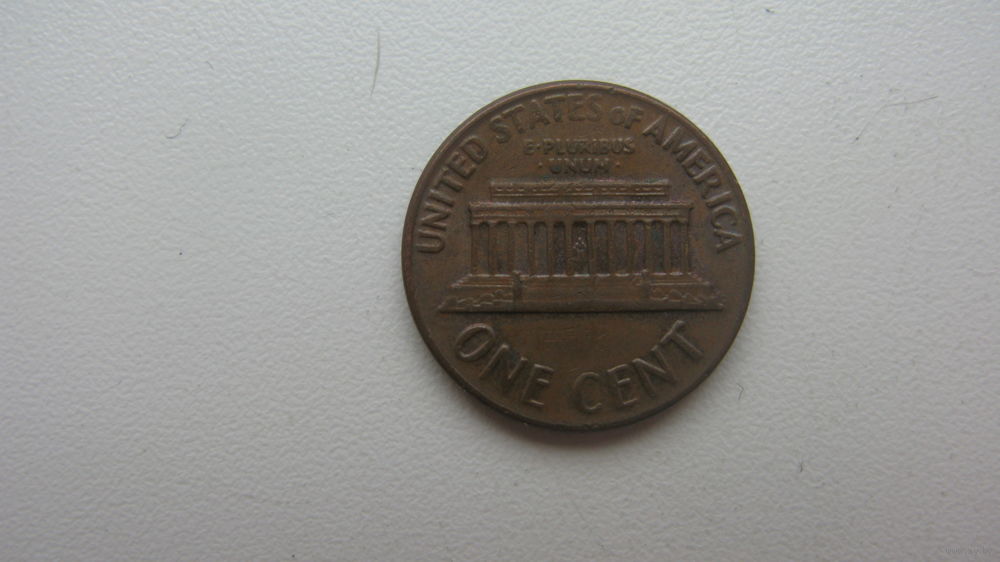 UNITED STATES OF AMERICA
E·PLURIBUS
·UNUM·
ONE CENT